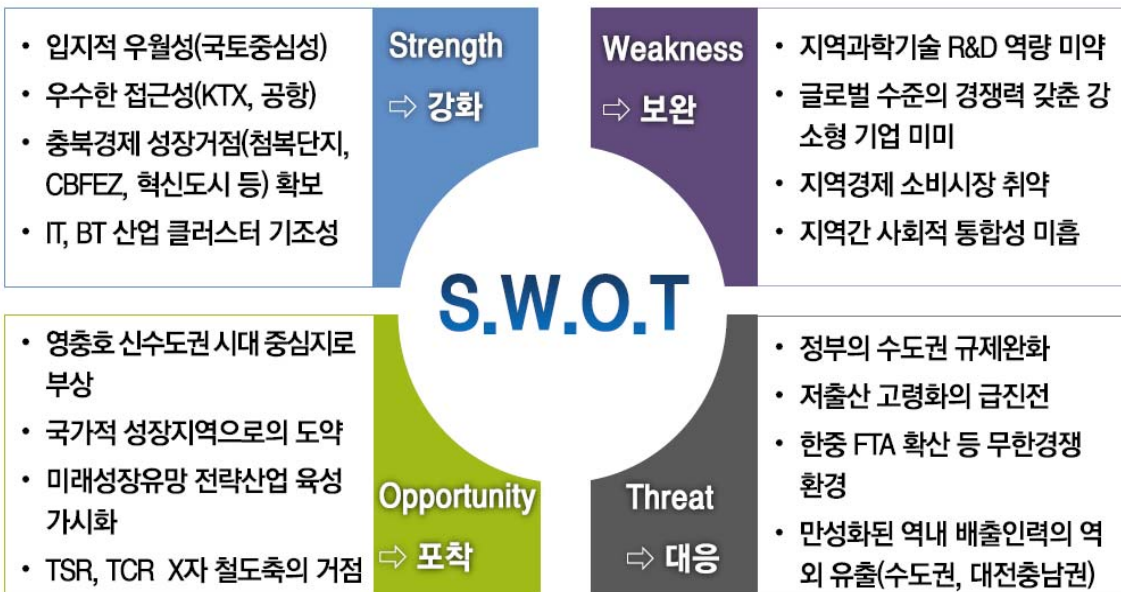 • 입지적 우월성(국토중심성)
• 우수한 접근성(KTX, 공항)
• 충북경제 성장거점(첨복단지,
CBFEZ, 혁신도시 등) 확보
• IT, BT 산업 클러스터 기조성
Strength
⇨ 강화
Weakness
⇨ 보완
• 지역과학기술 R&D 역량 미약
• 글로벌 수준의 경쟁력 갖춘 강
소형 기업 미미
• 지역경제 소비시장 취약
• 지역간 사회적 통합성 미흡
S.W.O.T
• 영충호 신수도권 시대 중심지로
부상
• 국가적 성장지역으로의 도약
• 미래성장유망 전략산업 육성
가시화
• TSR, TCR X자 철도축의 거점
Opportunity
⇨ 포착
Threat
⇨ 대응
• 정부의 수도권 규제완화
• 저출산 고령화의 급진전
• 한중 FTA 확산 등 무한경쟁
환경
• 만성화된 역내 배출인력의 역
외 유출(수도권, 대전충남권)